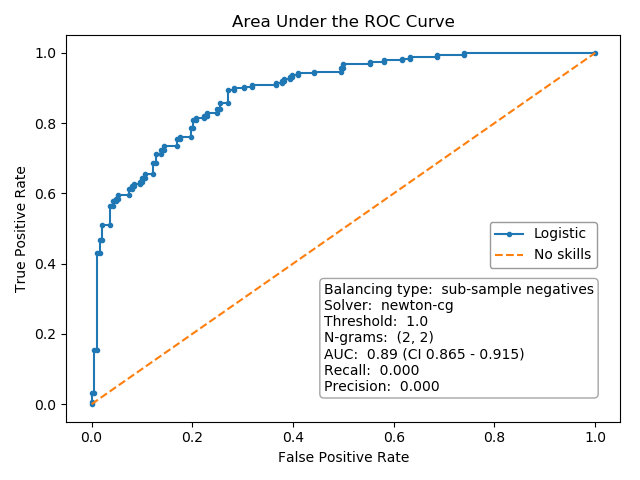 Area Under the ROC Curve
True Positive Rate
1.0
0.8
0.6
0.4
0.2
0.0
Logistic
No skills
Balancing type:  sub-sample negatives
Solver:  newton-cg
Threshold:  1.0
N-grams:  (2, 2)
AUC:  0.89 (CI 0.865 - 0.915)
Recall:  0.000
Precision:  0.000
0.0 0.2 0.4 0.6 0.8 1.0
False Positive Rate